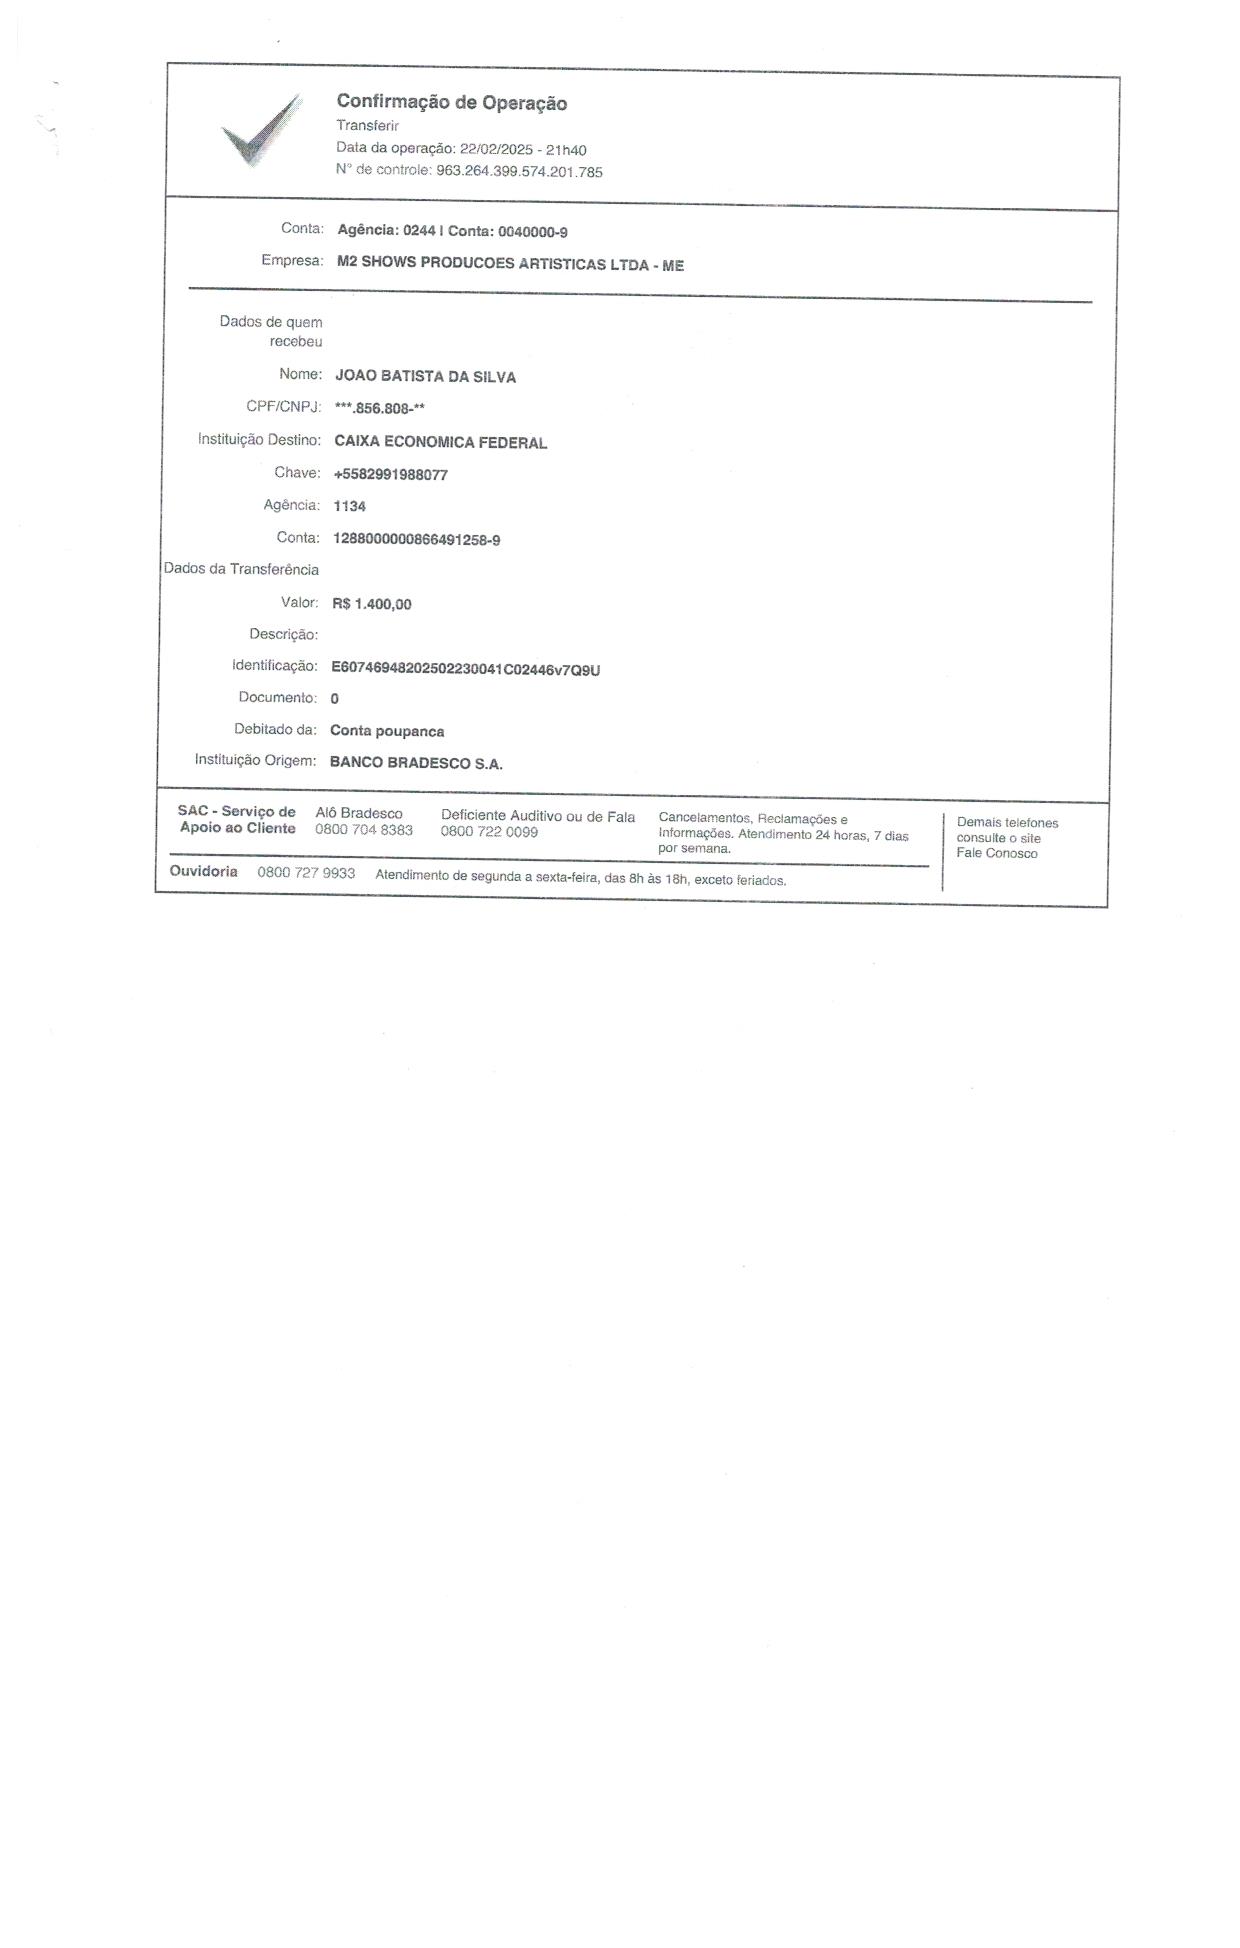 Confirmação de Operação
Transferir
Data da operação: 22/02/2025 - 21h40
N° de controle: 963.264.399.574.201.785
Conta: Agência: 0244 | Conta: 0040000-9
Empresa: M2 SHOWS PRODUCOES ARTISTICAS LTDA - ME
Dados de quem
recebeu
Nome: JOAO BATISTA DA SILVA
CPF/CNPJ: ***.856.808-**
Instituição Destino: CAIXA ECONOMICA FEDERAL
Chave: +5582991988077
Agência: 1134
Conta: 1288000000866491258-9
Dados da Transferência
Valor: R$ 1.400,00
Descrição:
Identificação: E60746948202502230041C02446v7Q9U
Documento: 0
Debitado da: Conta poupanca
Instituição Origem: BANCO BRADESCO S.A.
SAC - Serviço de
Apoio ao Cliente
Alô Bradesco
0800 704 8383
Deficiente Auditivo ou de Fala
0800 722 0099
Cancelamentos, Reclamações e
Informações. Atendimento 24 horas, 7 dias
por semana.
Demais telefones
consulte o site
Fale Conosco
Ouvidoria 0800 727 9933 Atendimento de segunda a sexta-feira, das 8h às 18h, exceto feriados.